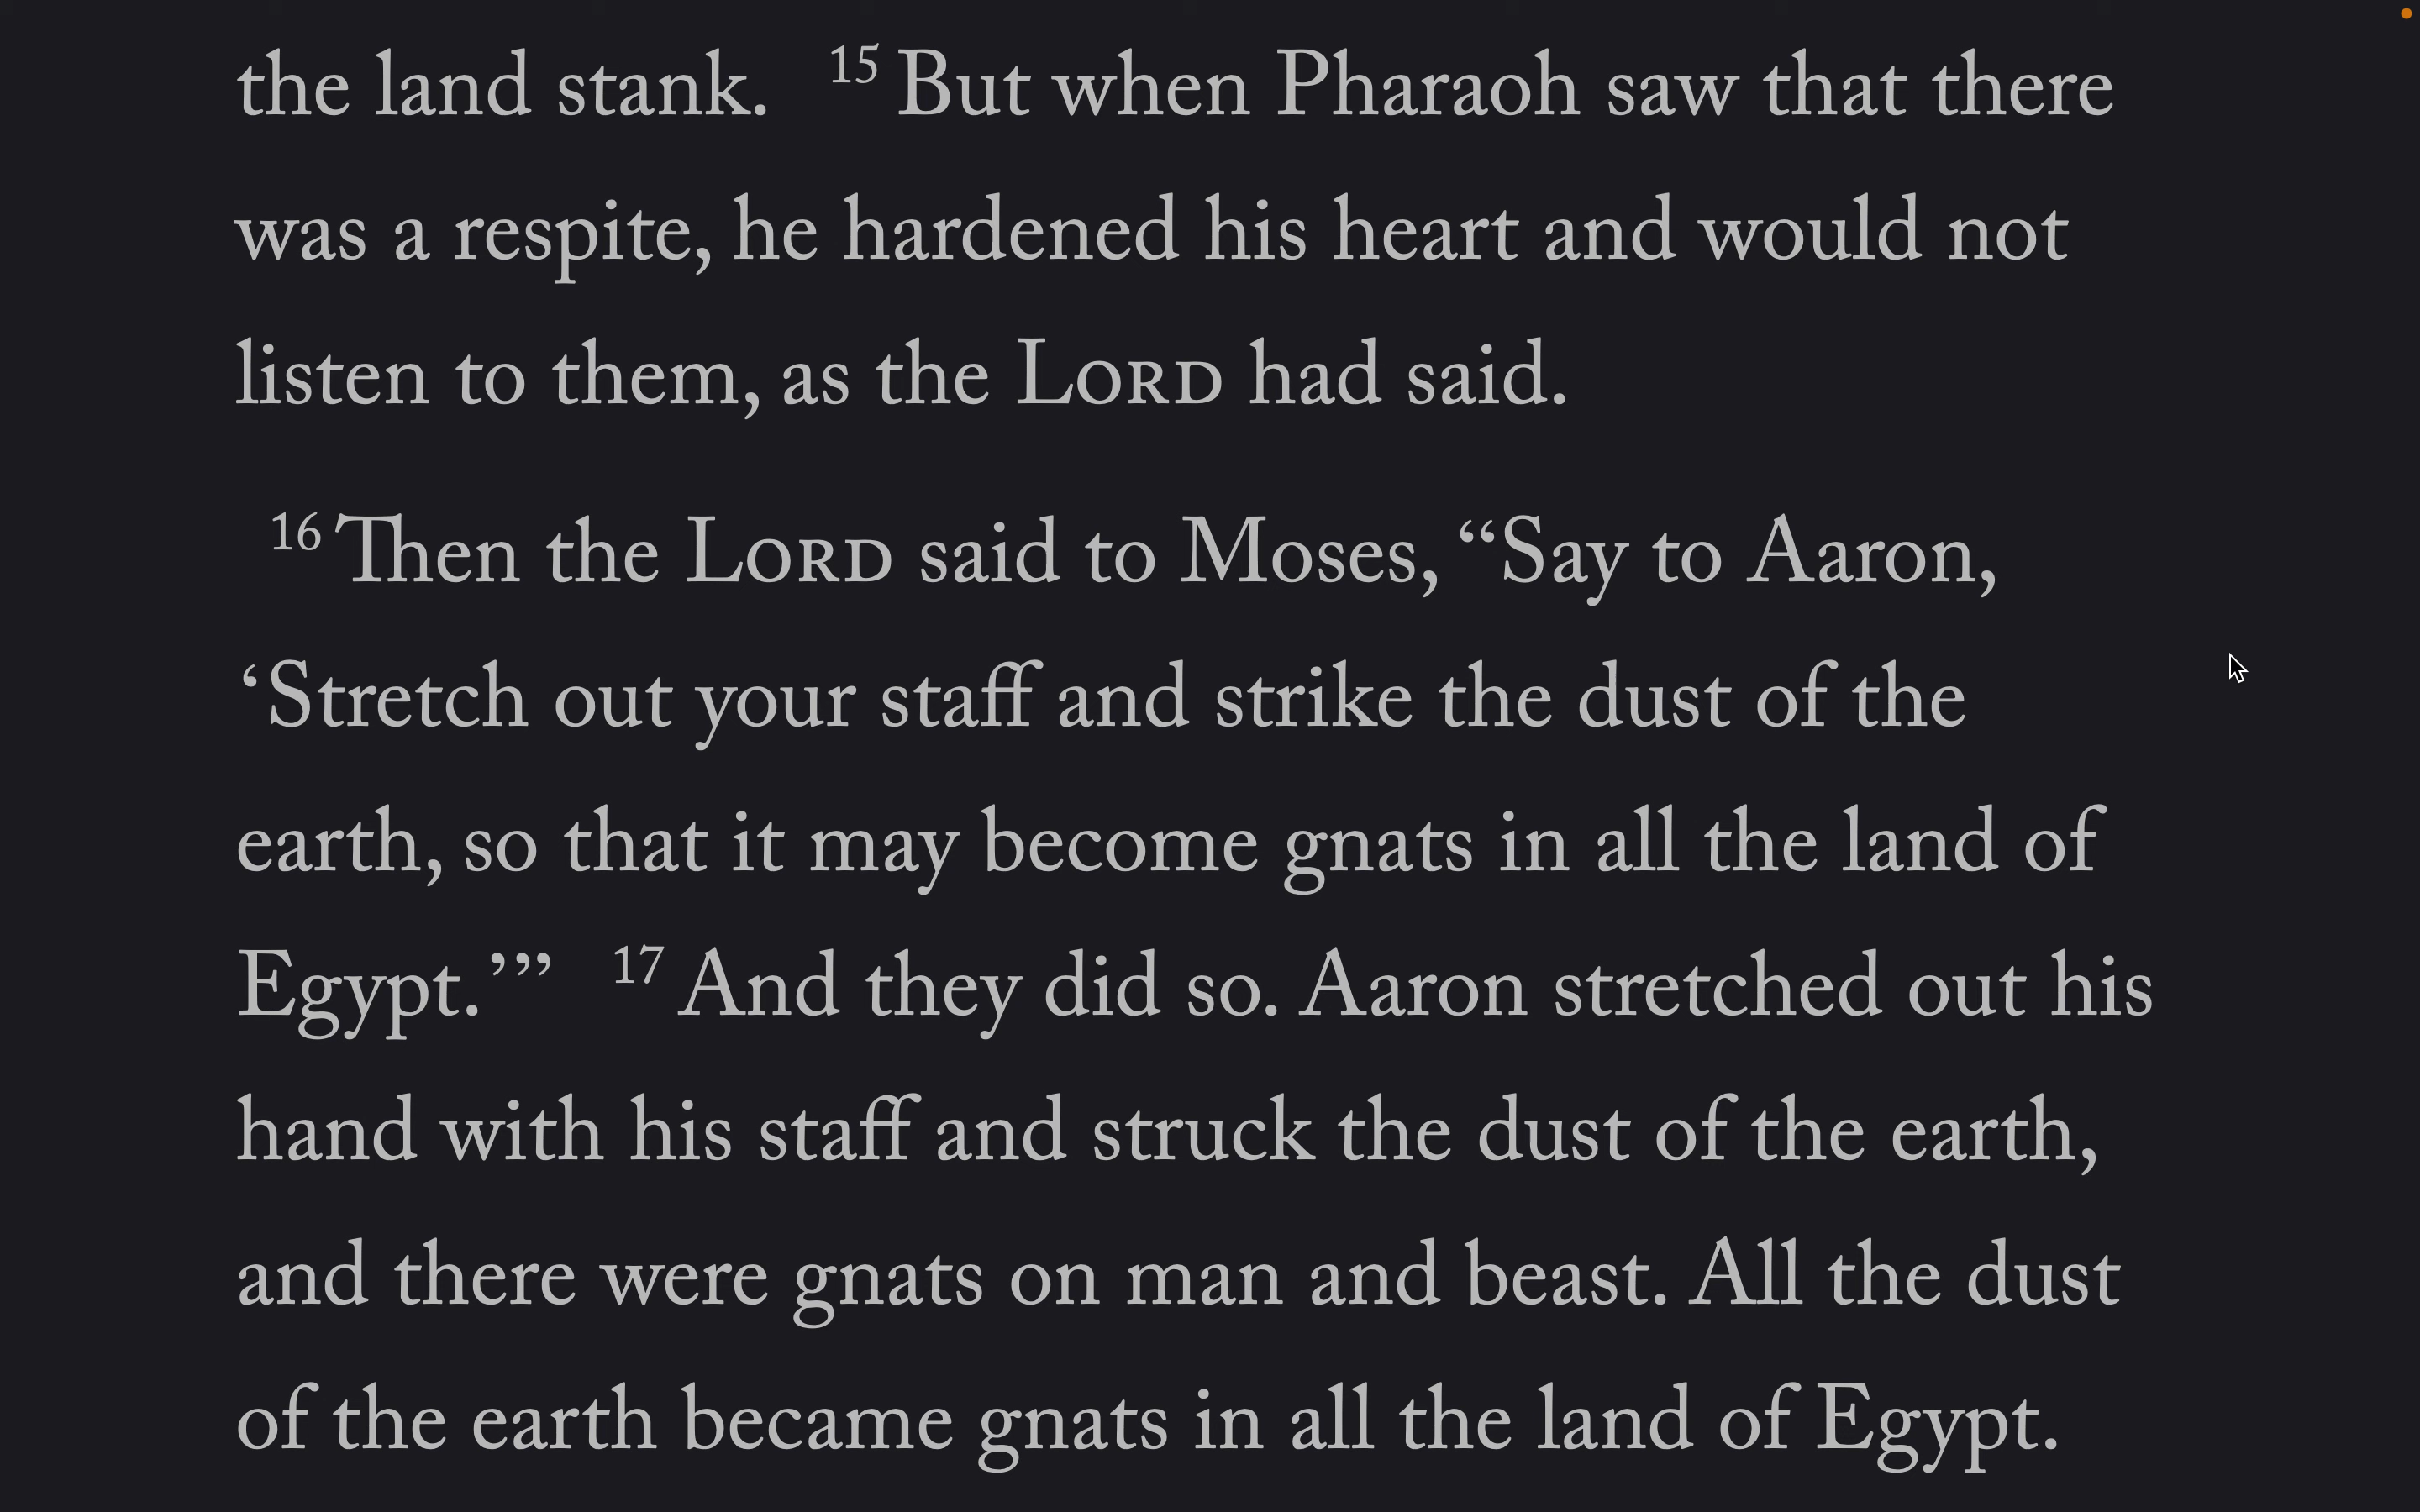 the land stank. 15 But when Pharaoh saw that there
was a respite, he hardened his heart and would not
listen to them, as the LORD had said.
16 Then the LORD said to Moses, “Say to Aaron,
‘Stretch out your staff and strike the dust of the
earth, so that it may become gnats in all the land of
Egypt.’” 17 And they did so. Aaron stretched out his
hand with his staff and struck the dust of the earth,
and there were gnats on man and beast. All the dust
of the earth became gnats in all the land of Egypt.